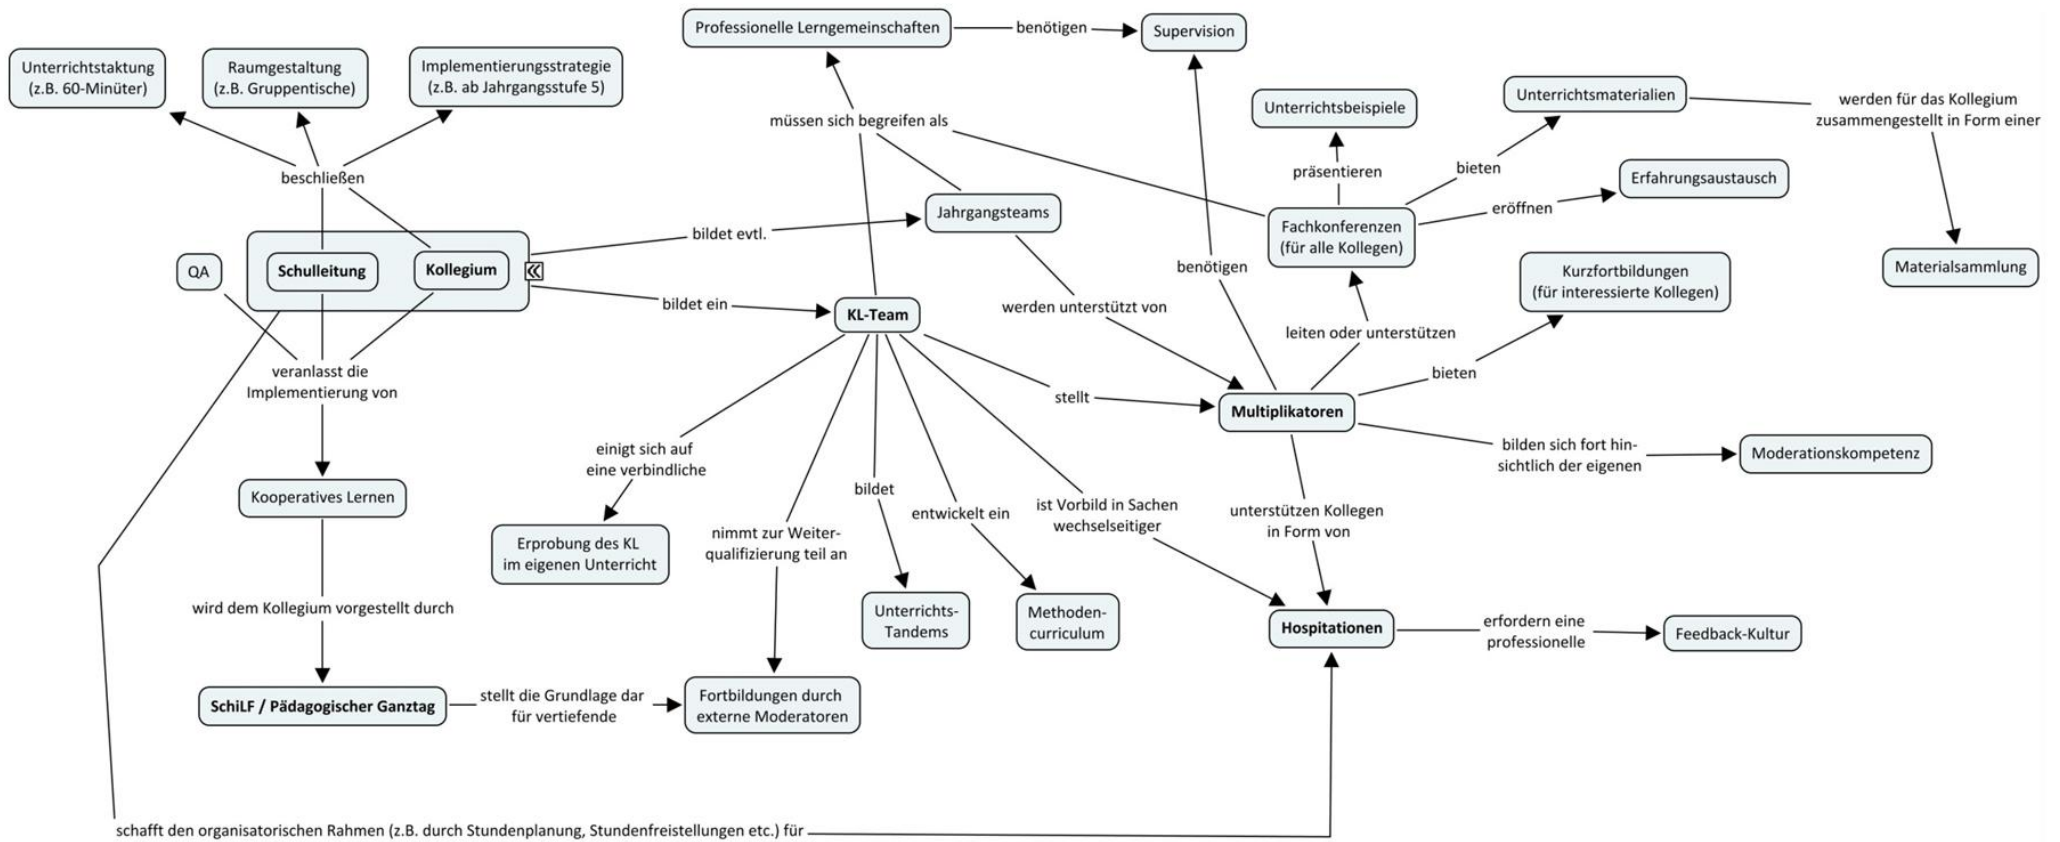 Professionelle Lerngemeinschaften
benötigen
Supervision
Unterrichtstaktung
(z.B. 60-Minüter)
Raumgestaltung
(z.B. Gruppentische)
Implementierungsstrategie
(z.B. ab Jahrgangsstufe 5)
müssen sich begreifen als
Unterrichtsbeispiele
Unterrichtsmaterialien
werden für das Kollegium
zusammengestellt in Form einer
beschließen
präsentieren
bieten
Erfahrungsaustausch
eröffnen
Jahrgangsteams
Fachkonferenzen
(für alle Kollegen)
bildet evtl.
QA
Schulleitung
Kollegium
benötigen
Kurzfortbildungen
(für interessierte Kollegen)
Materialsammlung
bildet ein
KL-Team
werden unterstützt von
leiten oder unterstützen
veranlasst die
Implementierung von
bieten
stellt
Multiplikatoren
einigt sich auf
eine verbindliche
bilden sich fort hin-
sichtlich der eigenen
Moderationskompetenz
Kooperatives Lernen
bildet
entwickelt ein
ist Vorbild in Sachen
wechselseitiger
unterstützen Kollegen
in Form von
Erprobung des KL
im eigenen Unterricht
nimmt zur Weiter-
qualifizierung teil an
wird dem Kollegium vorgestellt durch
Unterrichts-
Tandems
Methoden-
curriculum
Hospitationen
erfordern eine
professionelle
Feedback-Kultur
SchiLF / Pädagogischer Ganztag
stellt die Grundlage dar
für vertiefende
Fortbildungen durch
externe Moderatoren
schafft den organisatorischen Rahmen (z.B. durch Stundenplanung, Stundenfreistellungen etc.) für